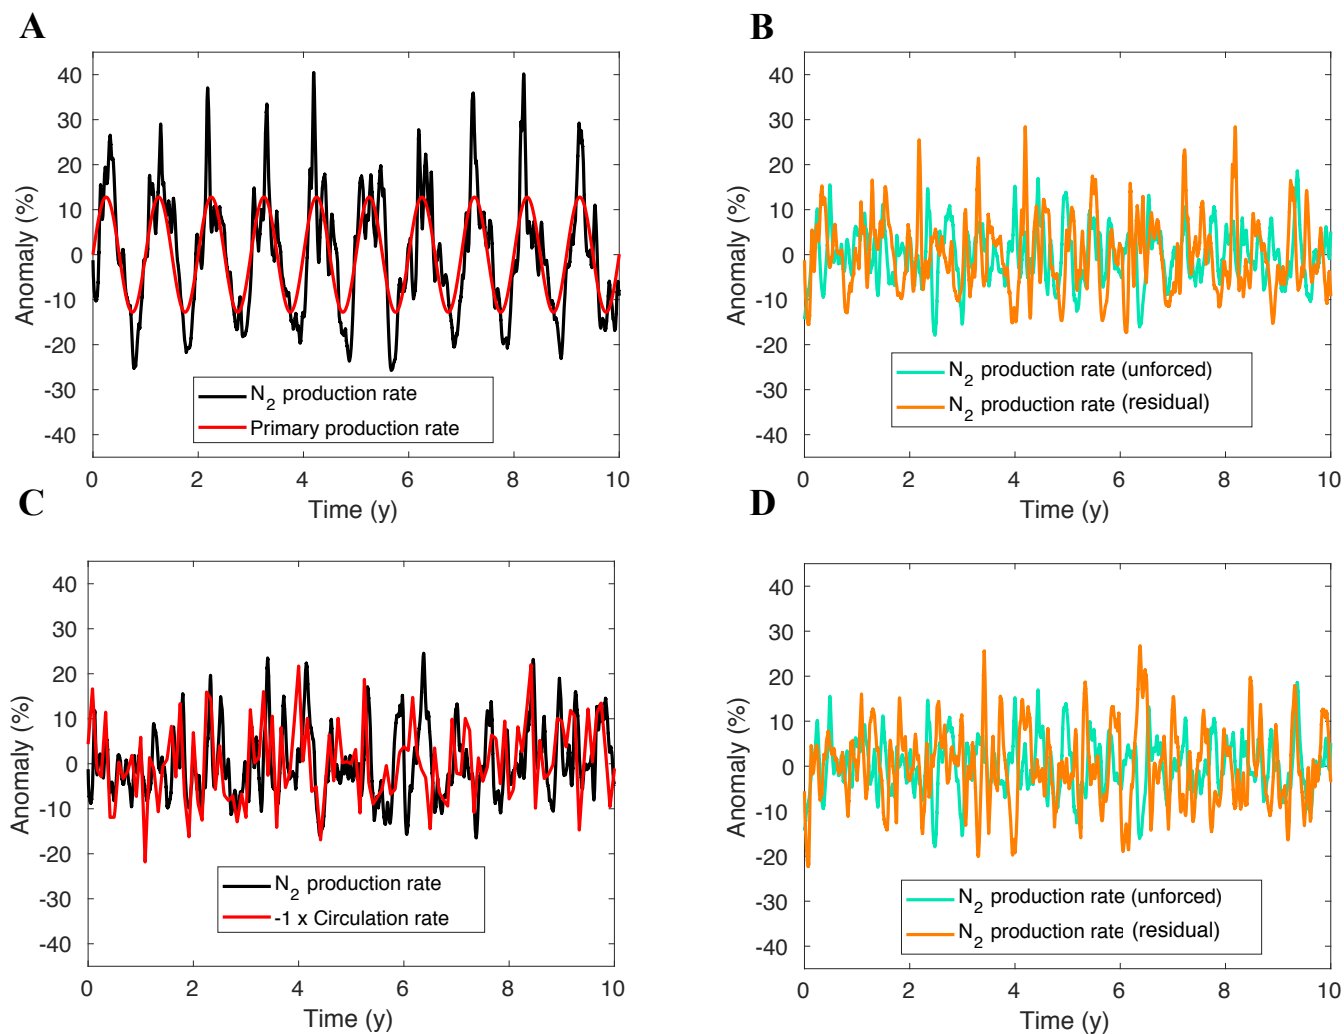 A
40
30
20
10
0
-10
-20
-30
-40
Anomaly (%)
N2 production rate
Primary production rate
0 2 4 6 8 10
Time (y)
B
40
30
20
10
0
-10
-20
-30
-40
Anomaly (%)
N2 production rate (unforced)
N2 production rate (residual)
0 2 4 6 8 10
Time (y)
C
40
30
20
10
0
-10
-20
-30
-40
Anomaly (%)
N2 production rate
-1 x Circulation rate
0 2 4 6 8 10
Time (y)
D
40
30
20
10
0
-10
-20
-30
-40
Anomaly (%)
N2 production rate (unforced)
N2 production rate (residual)
0 2 4 6 8 10
Time (y)